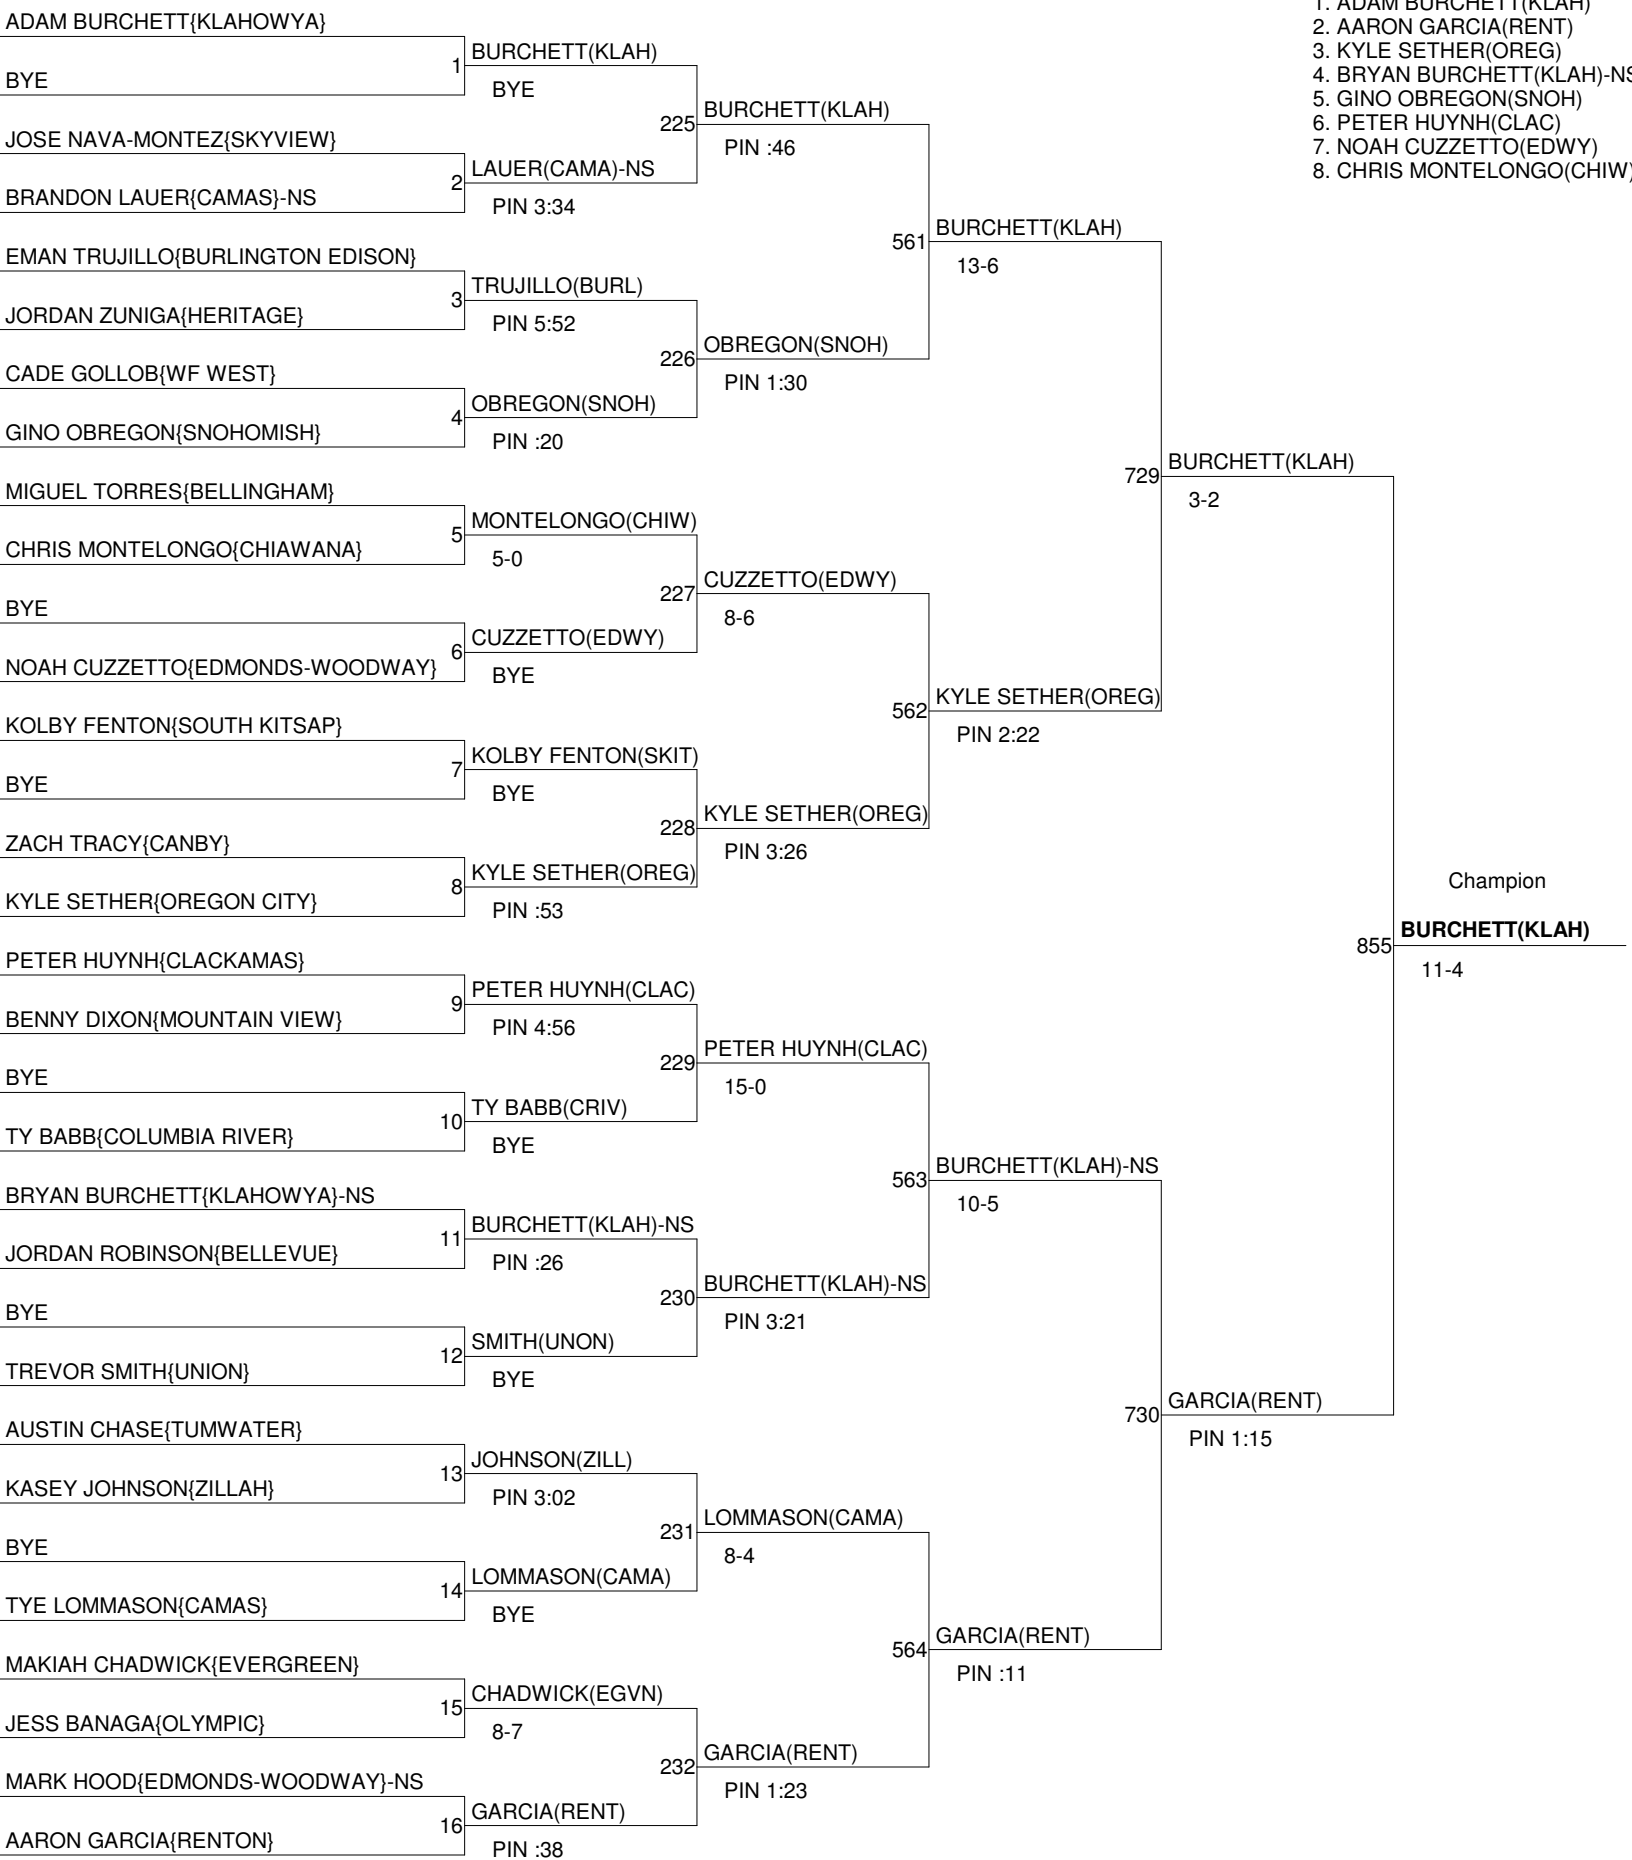 ADAM BURCHETT{KLAHOWYA}
BYE
JOSE NAVA-MONTEZ{SKYVIEW}
BRANDON LAUER{CAMAS}-NS
EMAN TRUJILLO{BURLINGTON EDISON}
JORDAN ZUNIGA{HERITAGE}
CADE GOLLOB{WF WEST}
GINO OBREGON{SNOHOMISH}
MIGUEL TORRES{BELLINGHAM}
CHRIS MONTELONGO{CHIAWANA}
BYE
NOAH CUZZETTO{EDMONDS-WOODWAY}
KOLBY FENTON{SOUTH KITSAP}
BYE
ZACH TRACY{CANBY}
KYLE SETHER{OREGON CITY}
PETER HUYNH{CLACKAMAS}
BENNY DIXON{MOUNTAIN VIEW}
BYE
TY BABB{COLUMBIA RIVER}
BRYAN BURCHETT{KLAHOWYA}-NS
JORDAN ROBINSON{BELLEVUE}
BYE
TREVOR SMITH{UNION}
AUSTIN CHASE{TUMWATER}
KASEY JOHNSON{ZILLAH}
BYE
TYE LOMMASON{CAMAS}
MAKIAH CHADWICK{EVERGREEN}
JESS BANAGA{OLYMPIC}
MARK HOOD{EDMONDS-WOODWAY}-NS
AARON GARCIA{RENTON}
1 BURCHETT(KLAH)
BYE
2 LAUER(CAMA)-NS
PIN 3:34
3 TRUJILLO(BURL)
PIN 5:52
4 OBREGON(SNOH)
PIN :20
5 MONTELONGO(CHIW)
5-0
6 CUZZETTO(EDWY)
BYE
7 KOLBY FENTON(SKIT)
BYE
8 KYLE SETHER(OREG)
PIN :53
9 PETER HUYNH(CLAC)
PIN 4:56
10 TY BABB(CRIV)
BYE
11 BURCHETT(KLAH)-NS
PIN :26
12 SMITH(UNON)
BYE
13 JOHNSON(ZILL)
PIN 3:02
14 LOMMASON(CAMA)
BYE
15 CHADWICK(EGVN)
8-7
16 GARCIA(RENT)
PIN :38
225 BURCHETT(KLAH)
PIN :46
226 OBREGON(SNOH)
PIN 1:30
227 CUZZETTO(EDWY)
8-6
228 KYLE SETHER(OREG)
PIN 3:26
229 PETER HUYNH(CLAC)
15-0
230 BURCHETT(KLAH)-NS
PIN 3:21
231 LOMMASON(CAMA)
8-4
232 GARCIA(RENT)
PIN 1:23
561 BURCHETT(KLAH)
13-6
562 KYLE SETHER(OREG)
PIN 2:22
563 BURCHETT(KLAH)-NS
10-5
564 GARCIA(RENT)
PIN :11
729 BURCHETT(KLAH)
3-2
730 GARCIA(RENT)
PIN 1:15
Champion
855 BURCHETT(KLAH)
11-4
1. ADAM BURCHETT(KLAH)
2. AARON GARCIA(RENT)
3. KYLE SETHER(OREG)
4. BRYAN BURCHETT(KLAH)-NS
5. GINO OBREGON(SNOH)
6. PETER HUYNH(CLAC)
7. NOAH CUZZETTO(EDWY)
8. CHRIS MONTELONGO(CHIW)